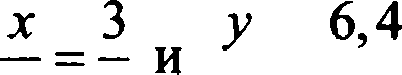 x 3 и y 6,4
— = —